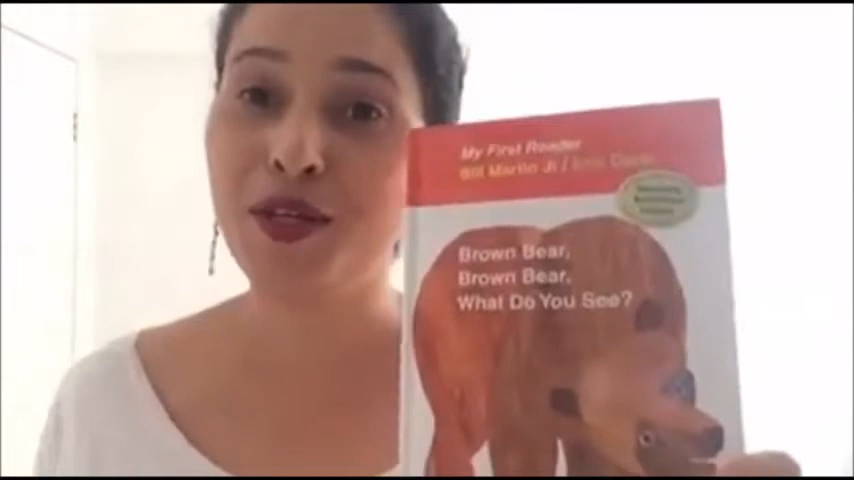 My First Reader
Bill Martin Jr / Eric Carle
Brown Bear,
Brown Bear,
What Do You See?